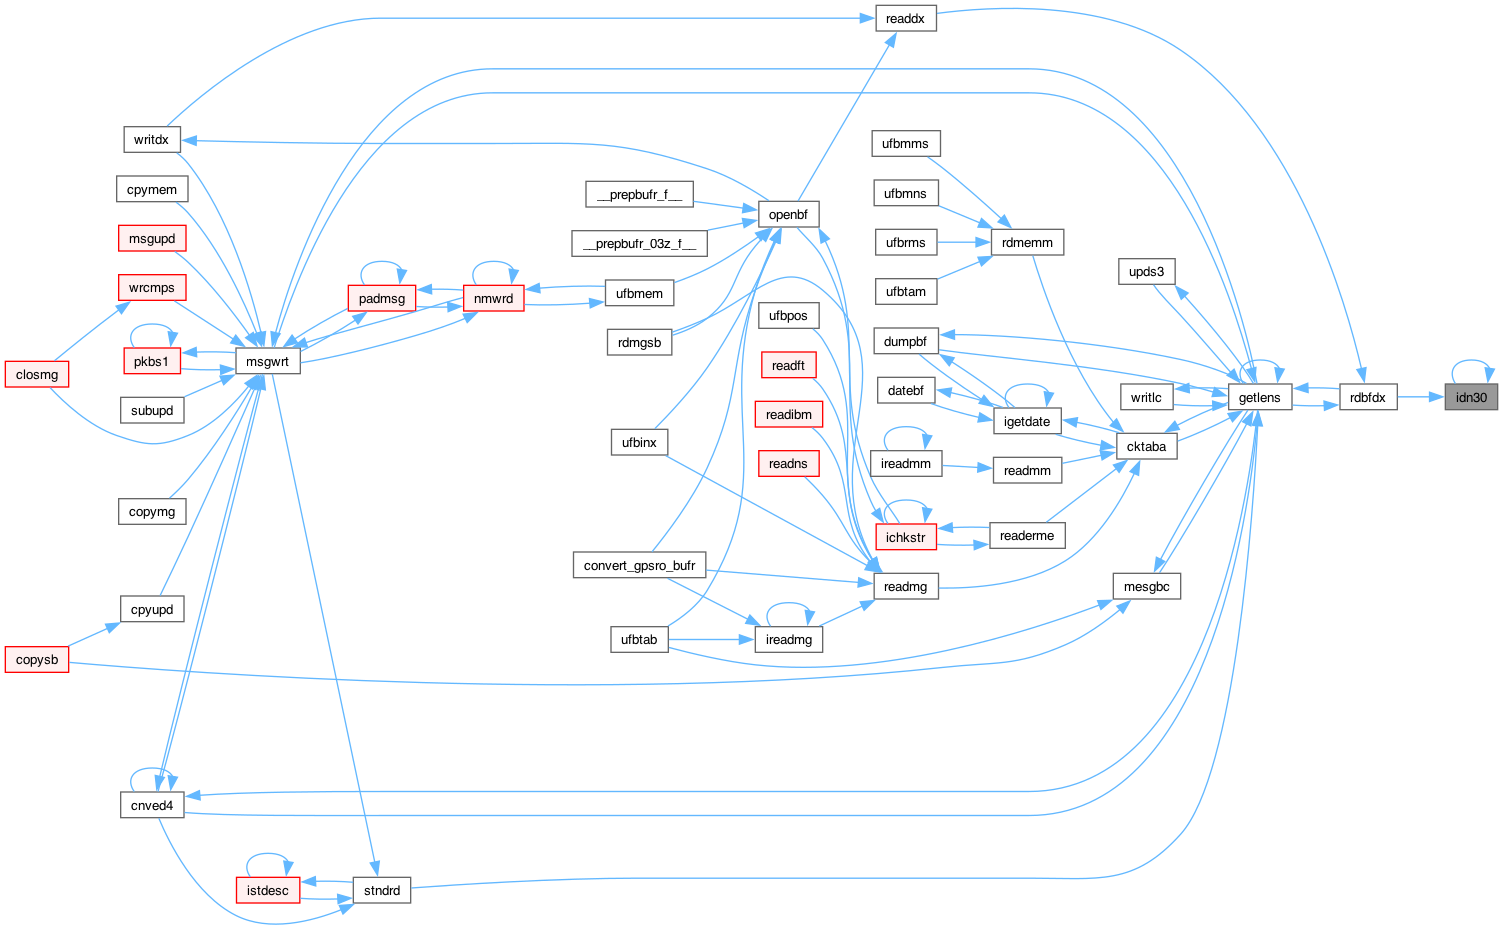 readdx
writdx
ufbmms
cpymem
__prepbufr_f__
ufbmns
openbf
msgupd
__prepbufr_03z_f__
ufbrms
rdmemm
upds3
wrcmps
padmsg
nmwrd
ufbmem
ufbtam
ufbpos
rdmgsb
dumpbf
pkbs1
msgwrt
closmg
readft
datebf
writlc
getlens
rdbfdx
idn30
subupd
readibm
igetdate
ufbinx
cktaba
readns
ireadmm
readmm
copymg
ichkstr
readerme
convert_gpsro_bufr
readmg
mesgbc
cpyupd
ufbtab
ireadmg
copysb
cnved4
istdesc
stndrd